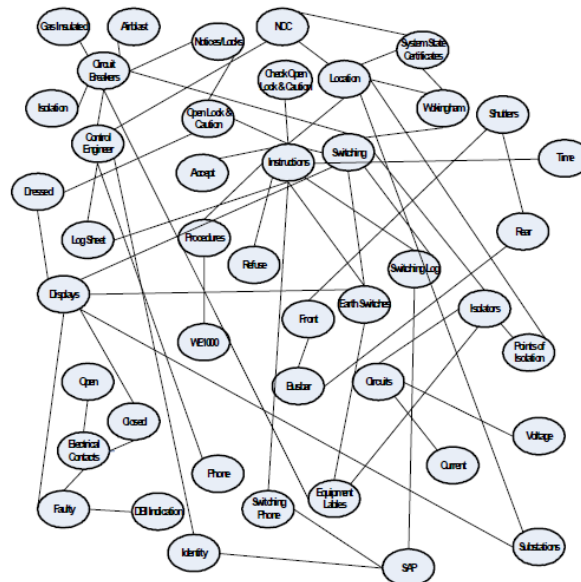 Gas Insulated
Airblast
Notices/Locks
NDC
System State
Certificates
Circuit
Breakers
Check Open
Lock & Caution
Location
Isolation
Open Lock &
Caution
Wokingham
Shutters
Control
Engineer
Switching
Instructions
Time
Accept
Dressed
Log Sheet
Procedures
Refuse
Switching Log
Rear
Displays
Earth Switches
Isolators
Front
WE1000
Points of
Isolation
Open
Busbar
Circuits
Closed
Electrical
Contacts
Voltage
Current
Phone
Faulty
DBI Indication
Switching
Phone
Equipment
Lables
Identity
SAP
Substations